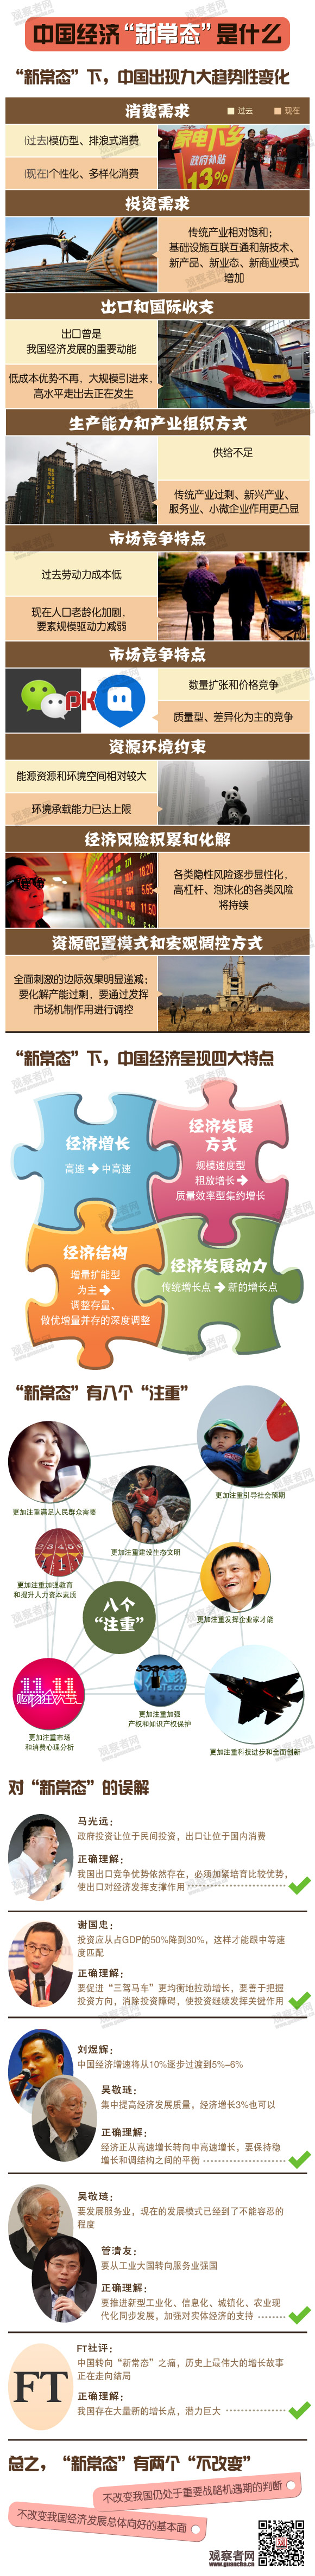 中国经济“新常态”是什么
“新常态”下，中国出现九大趋势性变化
消费需求
过去
现在
(过去)模仿型、排浪式消费
(现在)个性化、多样化消费
家电下乡
政府补贴
13%
投资需求
传统产业相对饱和；
基础设施互联互通和新技术、
新产品、新业态、新商业模式
增加
出口和国际收支
出口曾是
我国经济发展的重要动能
低成本优势不再，大规模引进来，
高水平走出去正在发生
生产能力和产业组织方式
供给不足
传统产业过剩、新兴产业、
服务业、小微企业作用更凸显
市场竞争特点
过去劳动力成本低
现在人口老龄化加剧，
要素规模驱动力减弱
市场竞争特点
PK
数量扩张和价格竞争
质量型、差异化为主的竞争
资源环境约束
能源资源和环境空间相对较大
环境承载能力已达上限
经济风险积累和化解
18.20
5.65
11.50
各类隐性风险逐步显性化，
高杠杆、泡沫化的各类风险
将持续
资源配置模式和宏观调控方式
全面刺激的边际效果明显递减；
要化解产能过剩，要通过发挥
市场机制作用进行调控
“新常态”下，中国经济呈现四大特点
经济增长
高速 → 中高速
经济发展
方式
规模速度型
粗放增长 →
质量效率型集约增长
经济结构
增量扩能型
为主 →
调整存量、
做优增量并存的深度调整
经济发展动力
传统增长点 → 新的增长点
“新常态”有八个“注重”
更加注重满足人民群众需要
更加注重引导社会预期
更加注重建设生态文明
更加注重加强教育
和提升人力资本素质
更加注重发挥企业家才能
八个
“注重”
11.11
购物狂欢节
更加注重市场
和消费心理分析
更加注重加强
产权和知识产权保护
更加注重科技进步和全面创新
对“新常态”的误解
马光远：
政府投资让位于民间投资，出口让位于国内消费
正确理解：
我国出口竞争优势依然存在，必须加紧培育比较优势，
使出口对经济发展支撑作用
谢国忠：
投资应从占GDP的50%降到30%，这样才能跟中等速
度匹配
正确理解：
要促进“三驾马车”更均衡地拉动增长，要善于把握
投资方向，消除投资障碍，使投资继续发挥关键作用
刘煜辉：
中国经济增速将从10%逐步过渡到5%-6%
吴敬琏：
集中提高经济发展质量，经济增长3%也可以
正确理解：
经济正从高速增长转向中高速增长，要保持稳
增长和调结构之间的平衡
吴敬琏：
要发展服务业，现在的发展模式已经到了不能容忍的
程度
管清友：
要从工业大国转向服务业强国
正确理解：
要推进新型工业化、信息化、城镇化、农业现
代化同步发展，加强对实体经济的支持
FT
FT社评：
中国转向“新常态”之痛，历史上最伟大的增长故事
正在走向结局
正确理解：
我国存在大量新的增长点，潜力巨大
总之，“新常态”有两个“不改变”
不改变我国仍处于重要战略机遇期的判断
不改变我国经济发展总体向好的基本面
观察者网
www.guancha.cn